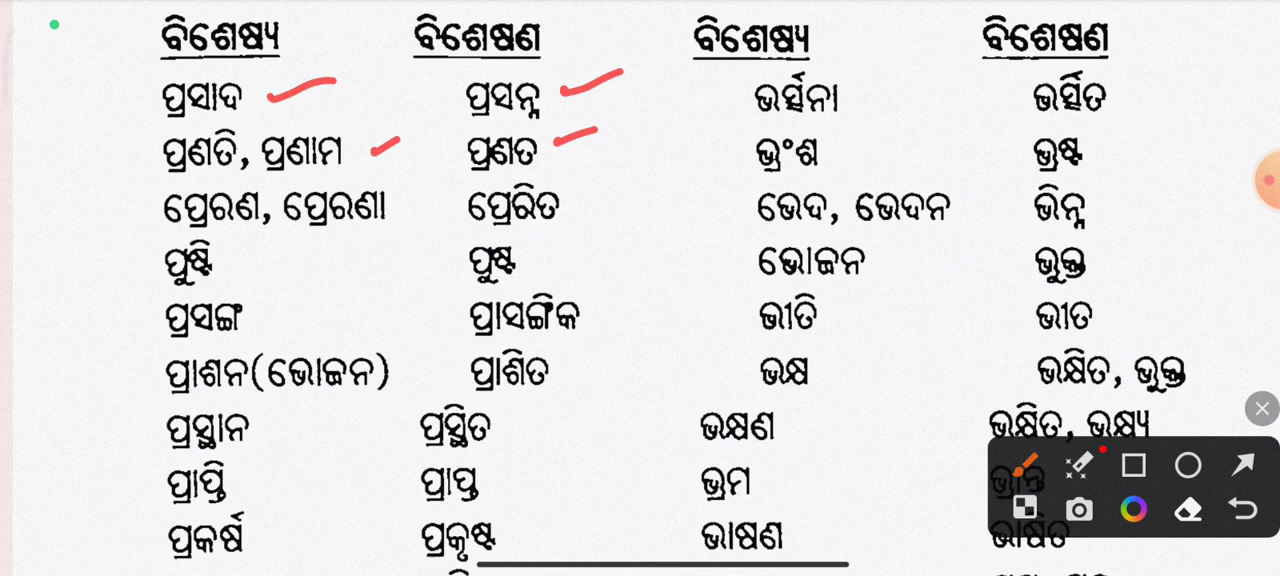 ବିଶେଷ୍ୟ ବିଶେଷଣ ବିଶେଷ୍ୟ ବିଶେଷଣ
ପ୍ରସାଦ ପ୍ରସନ୍ନ ଭର୍ତ୍ସନା ଭର୍ତ୍ସିତ
ପ୍ରଣତି, ପ୍ରଣାମ ପ୍ରଣତ ଭ୍ରଂଶ ଭ୍ରଷ୍ଟ
ପ୍ରେରଣ, ପ୍ରେରଣା ପ୍ରେରିତ ଭେଦ, ଭେଦନ ଭିନ୍ନ
ପୁଷ୍ଟି ପୁଷ୍ଟ ଭୋଜନ ଭୁକ୍ତ
ପ୍ରସଙ୍ଗ ପ୍ରାସଙ୍ଗିକ ଭୀତି ଭୀତ
ପ୍ରାଶନ(ଭୋଜନ) ପ୍ରାଶିତ ଭକ୍ଷ ଭକ୍ଷିତ, ଭୁକ୍ତ
ପ୍ରସ୍ଥାନ ପ୍ରସ୍ଥିତ ଭକ୍ଷଣ ଭକ୍ଷିତ, ଭକ୍ଷ୍ୟ
ପ୍ରାପ୍ତି ପ୍ରାପ୍ତ ଭ୍ରମ ଭ୍ରାନ୍ତ
ପ୍ରକର୍ଷ ପ୍ରକୃଷ୍ଟ ଭାଷଣ ଭାଷିତ